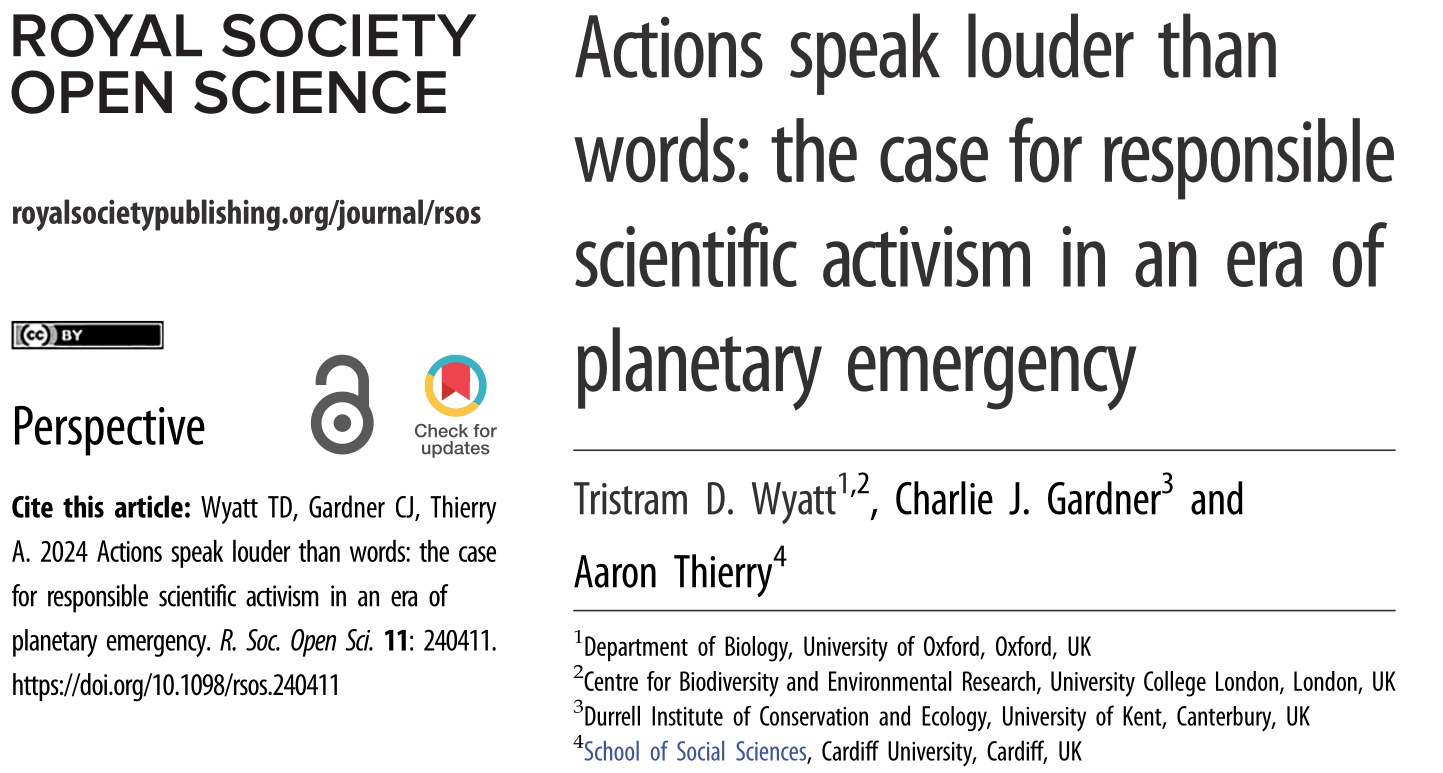 ROYAL SOCIETY
OPEN SCIENCE
royalsocietypublishing.org/journal/rsos
cc BY
Perspective
Check for
updates
Cite this article: Wyatt TD, Gardner CJ, Thierry
A. 2024 Actions speak louder than words: the case
for responsible scientific activism in an era of
planetary emergency. R. Soc. Open Sci. 11: 240411.
https://doi.org/10.1098/rsos.240411
Actions speak louder than
words: the case for responsible
scientific activism in an era of
planetary emergency
Tristram D. Wyatt1,2, Charlie J. Gardner3 and
Aaron Thierry4
1Department of Biology, University of Oxford, Oxford, UK
2Centre for Biodiversity and Environmental Research, University College London, London, UK
3Durrell Institute of Conservation and Ecology, University of Kent, Canterbury, UK
4School of Social Sciences, Cardiff University, Cardiff, UK